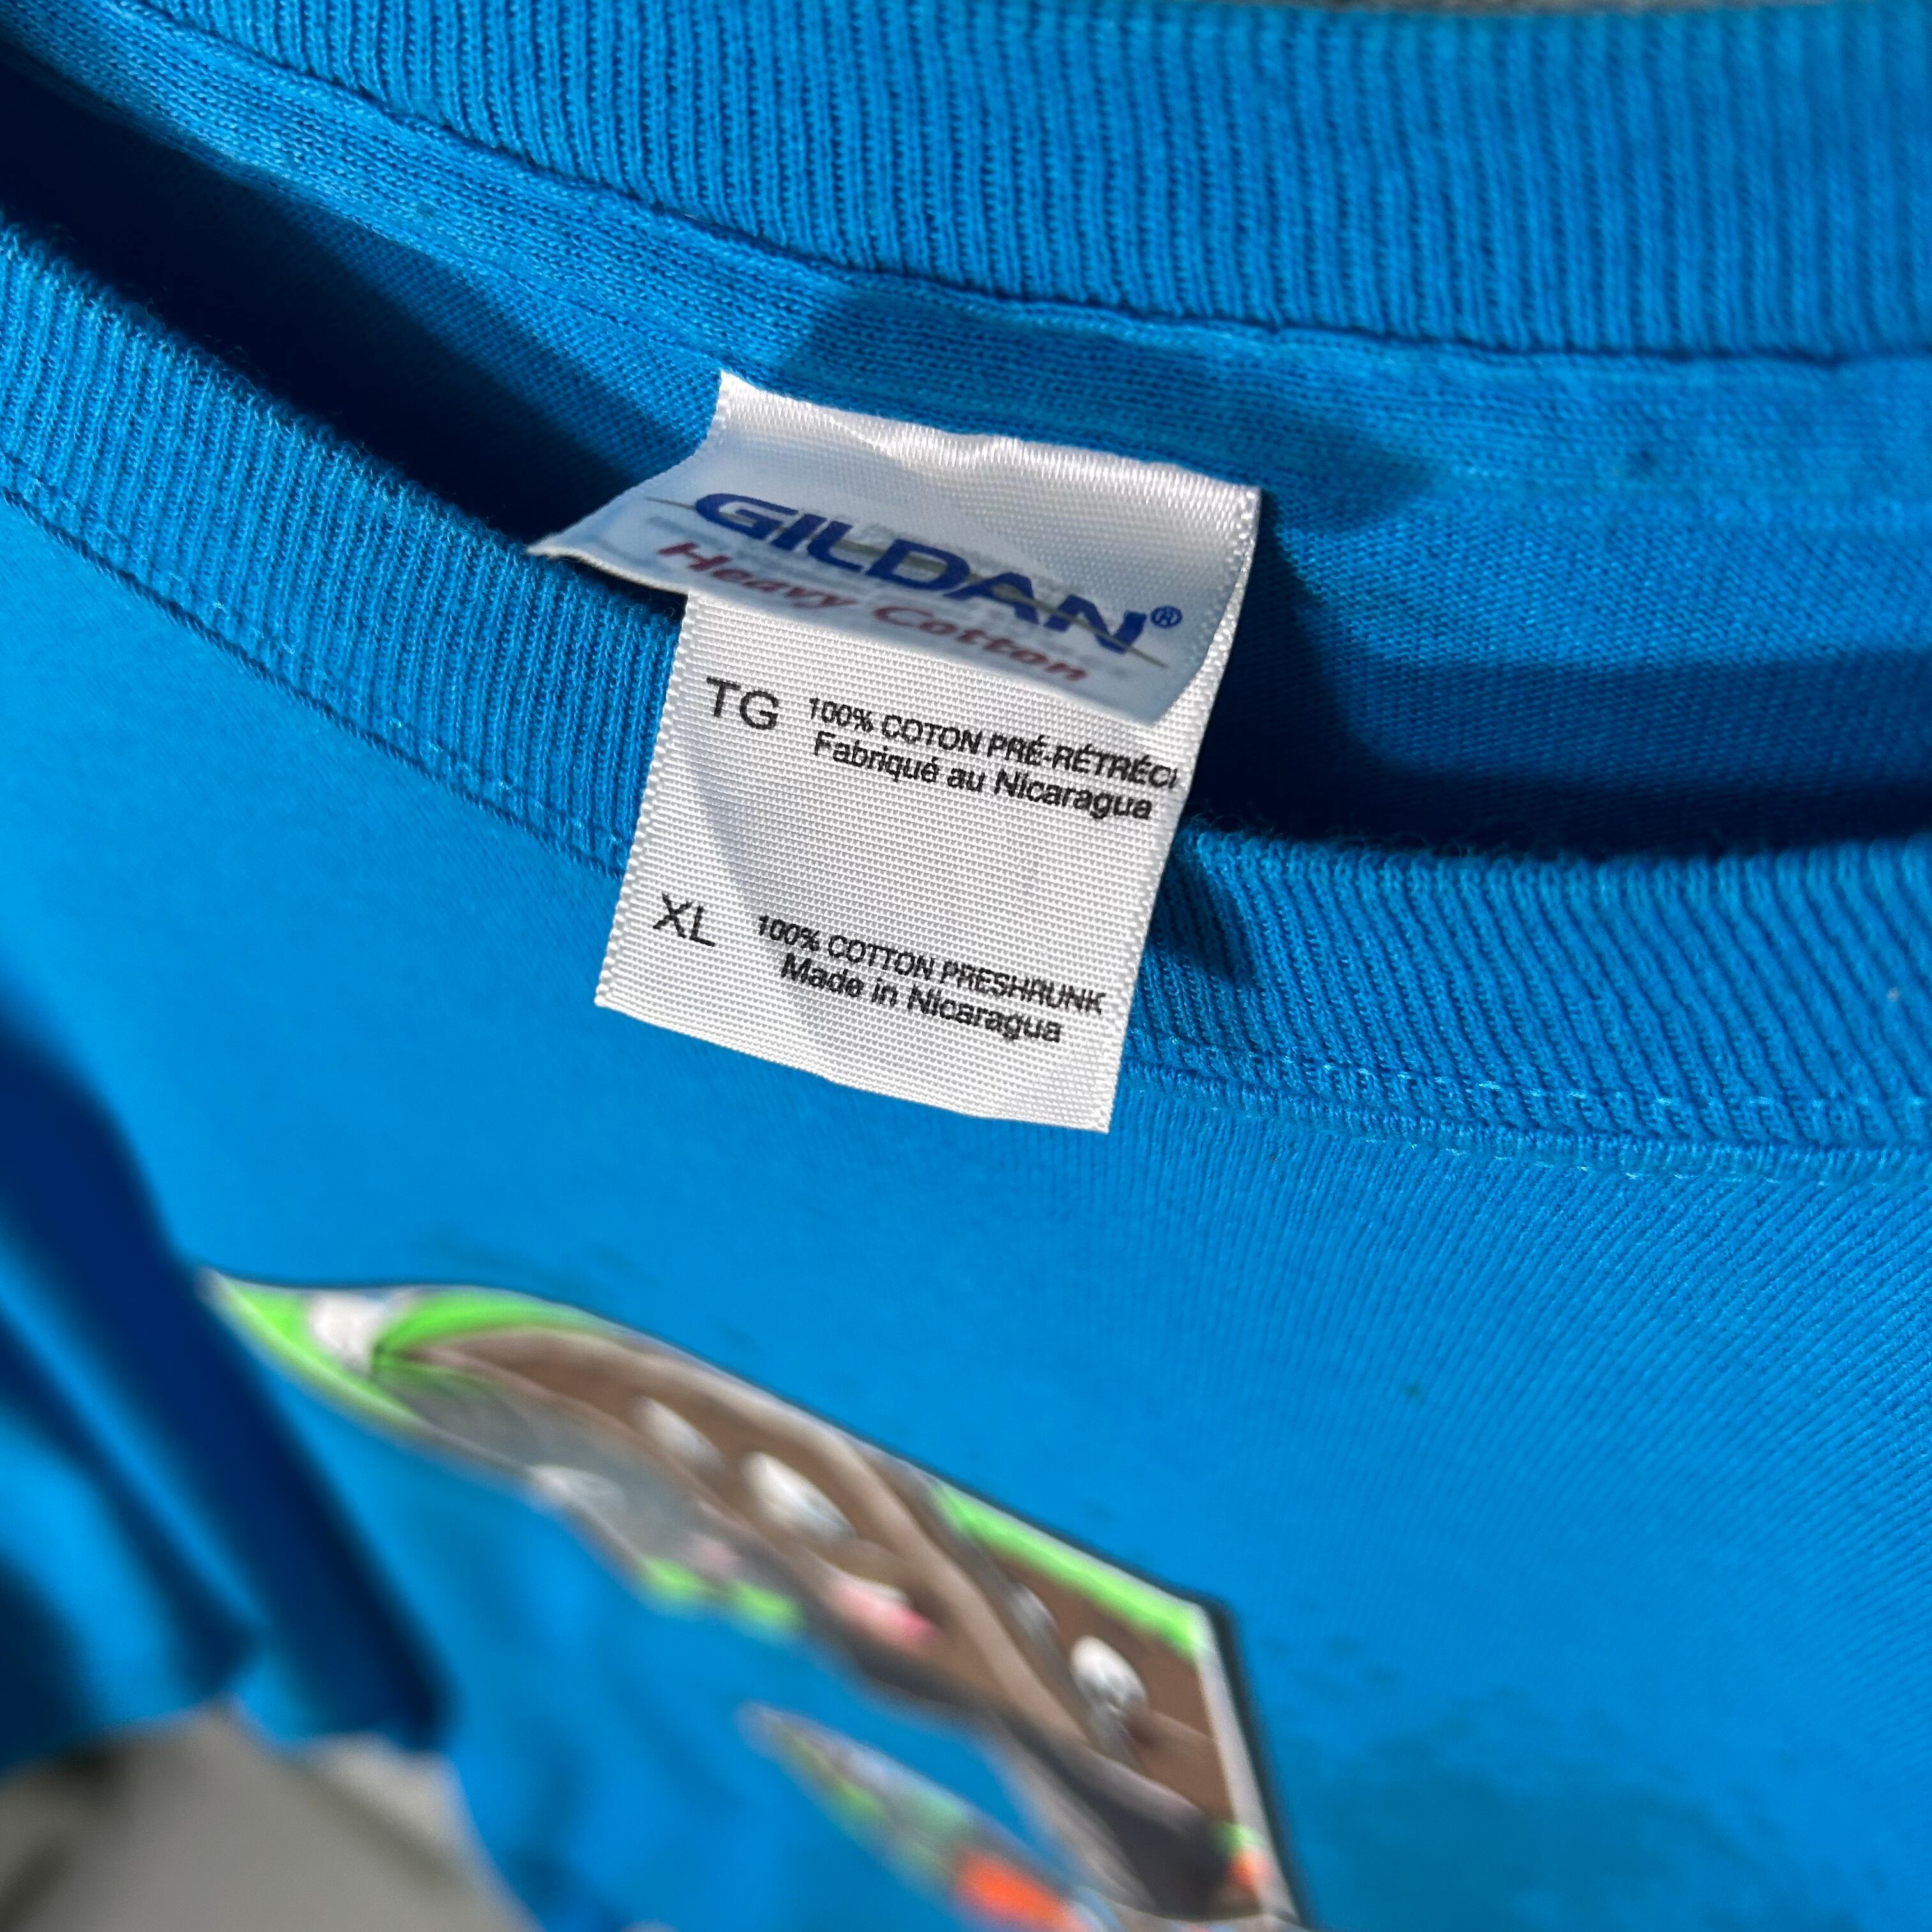 GILDAN®
Heavy Cotton
TG 100% COTON PRÉ-RÉTRÉCI
Fabriqué au Nicaragua
XL 100% COTTON PRESHRUNK
Made in Nicaragua